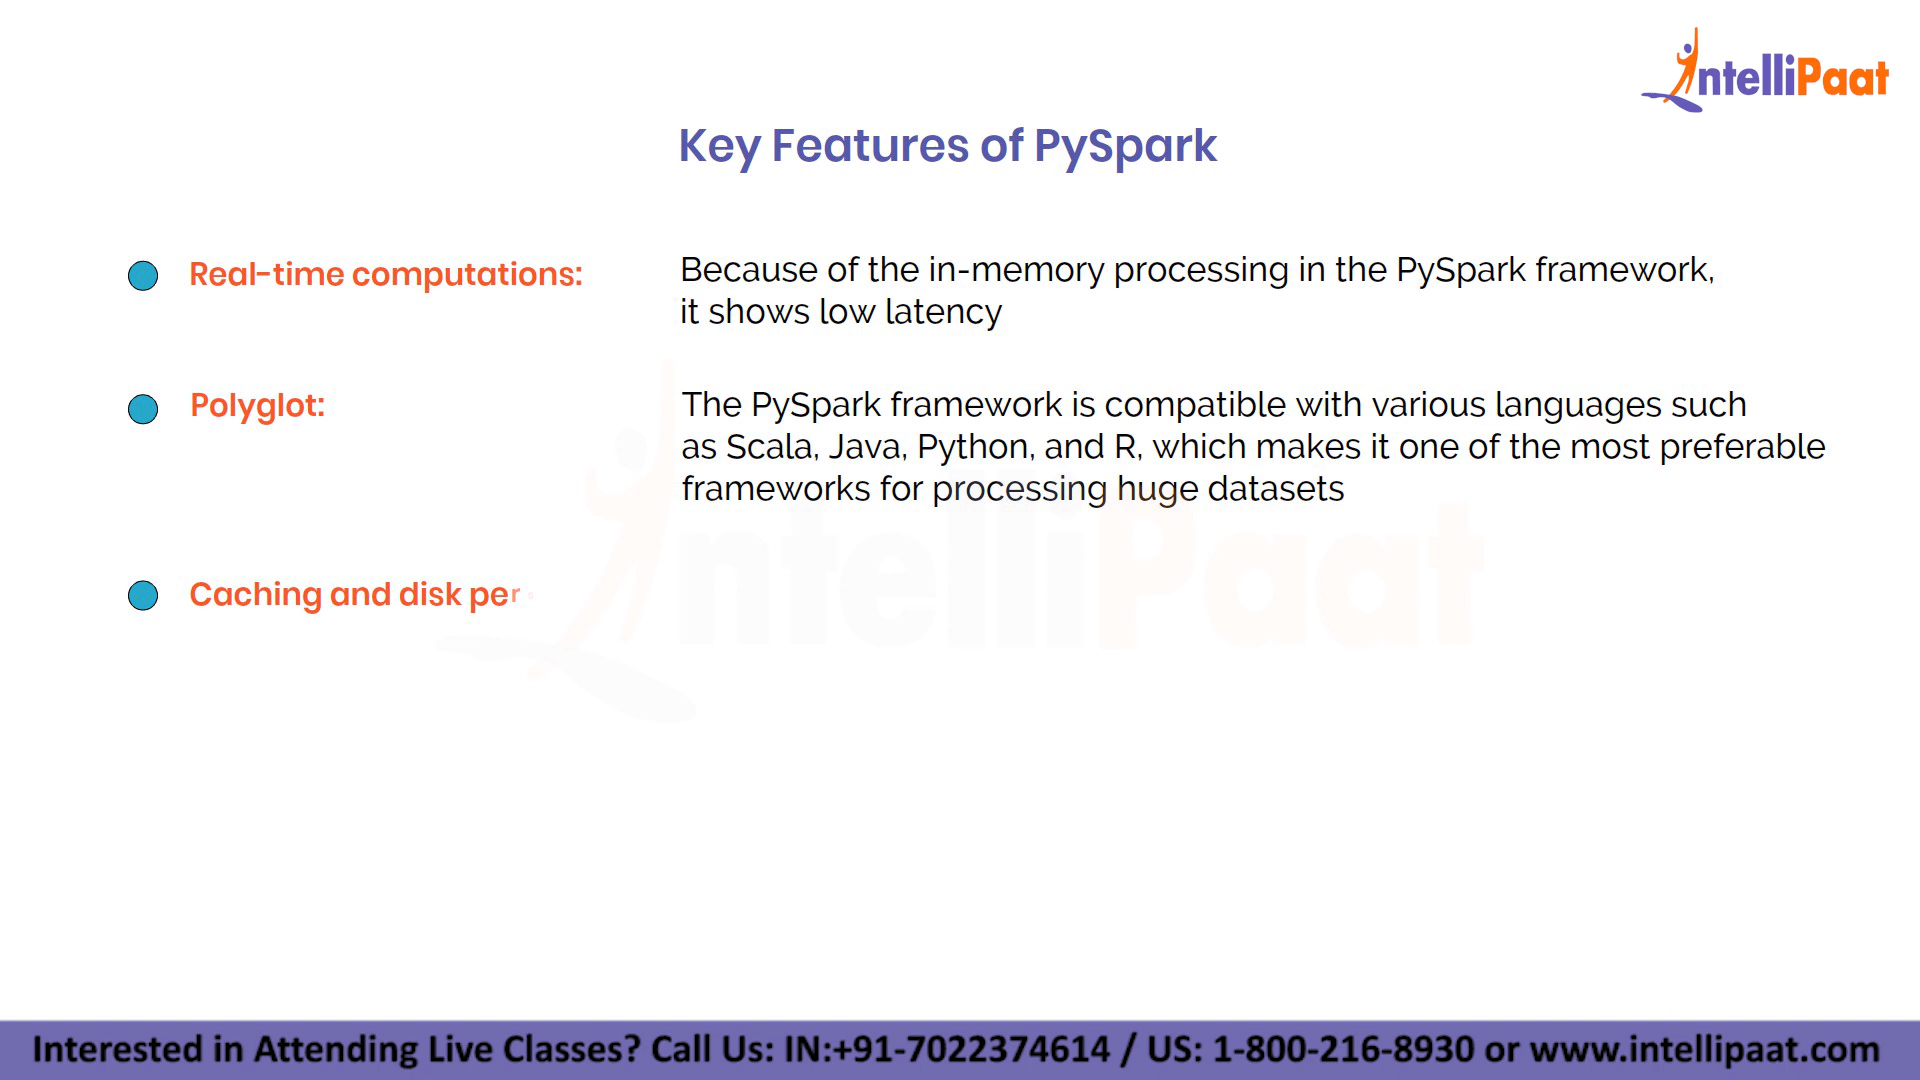 IntelliPaat
Key Features of PySpark
Real-time computations:
Because of the in-memory processing in the PySpark framework,
it shows low latency
Polyglot:
The PySpark framework is compatible with various languages such
as Scala, Java, Python, and R, which makes it one of the most preferable
frameworks for processing huge datasets
Caching and disk per
IntelliPaat
Interested in Attending Live Classes? Call Us: IN:+91-7022374614 / US: 1-800-216-8930 or www.intellipaat.com